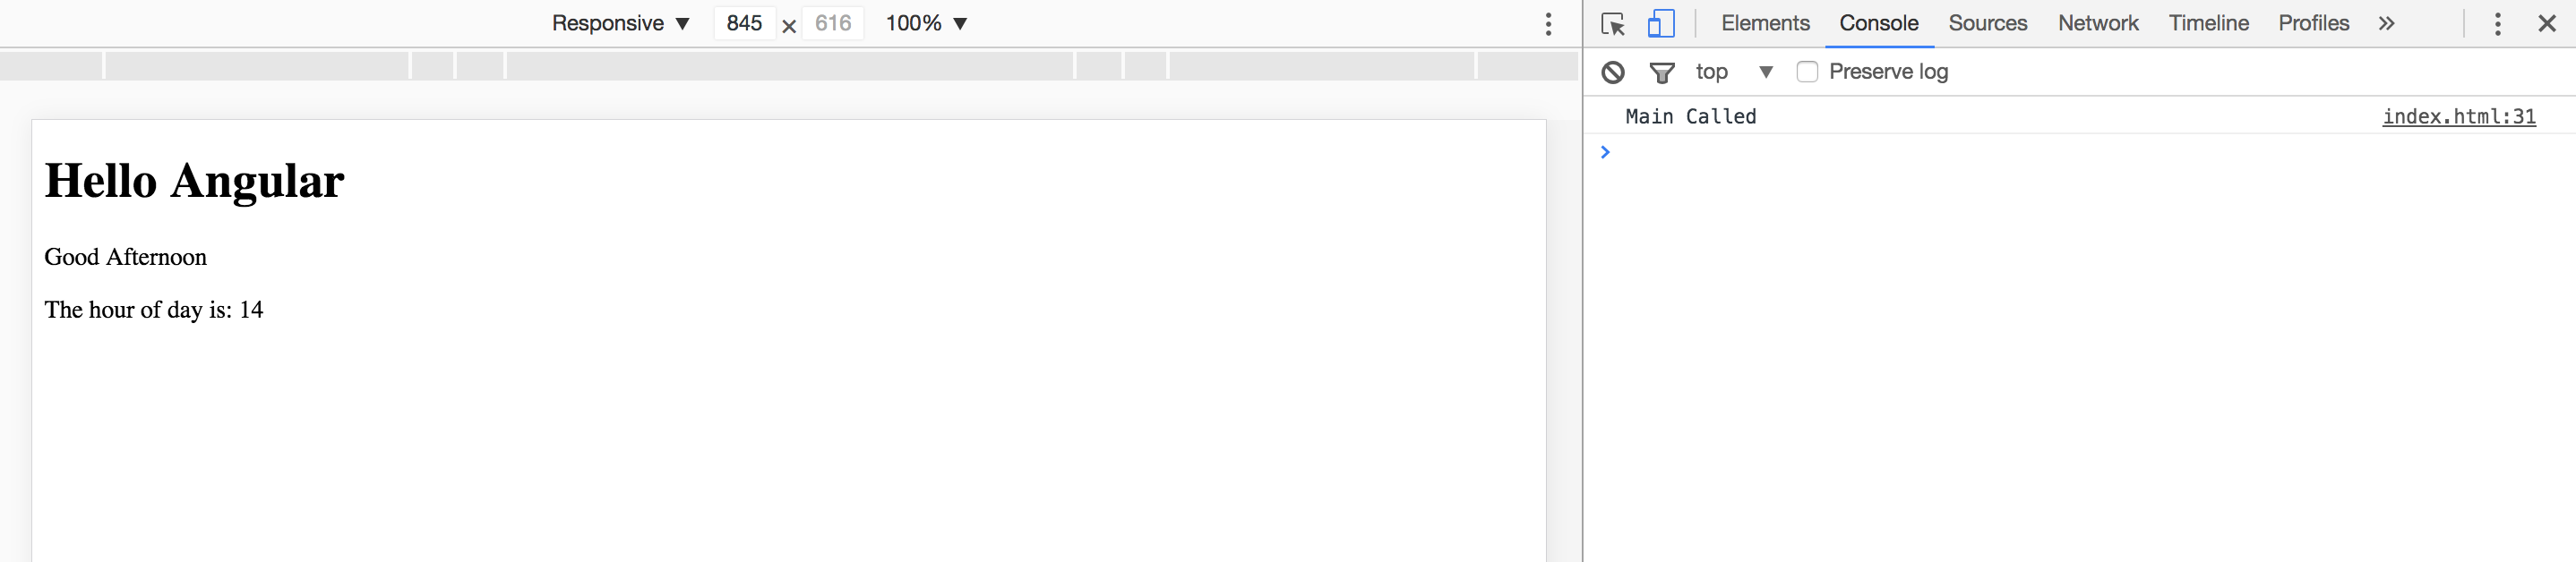 Responsive ▼ 845 × 616 100% ▼
Elements Console Sources Network Timeline Profiles »
top ▼ Preserve log
Main Called index.html:31
>
Hello Angular
Good Afternoon
The hour of day is: 14